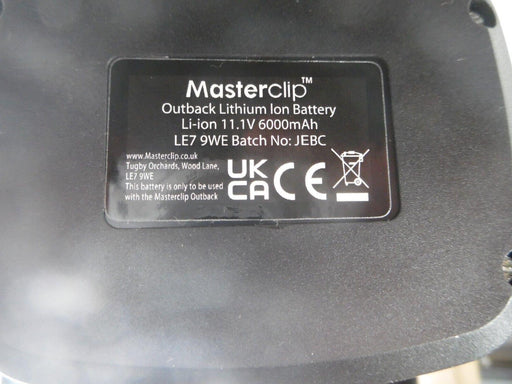 Masterclip™
Outback Lithium Ion Battery
Li-ion 11.1V 6000mAh
LE7 9WE Batch No: JEBC
www.Masterclip.co.uk
Tugby Orchards, Wood Lane,
LE7 9WE
This battery is only to be used
with the Masterclip Outback
UK
CA CE